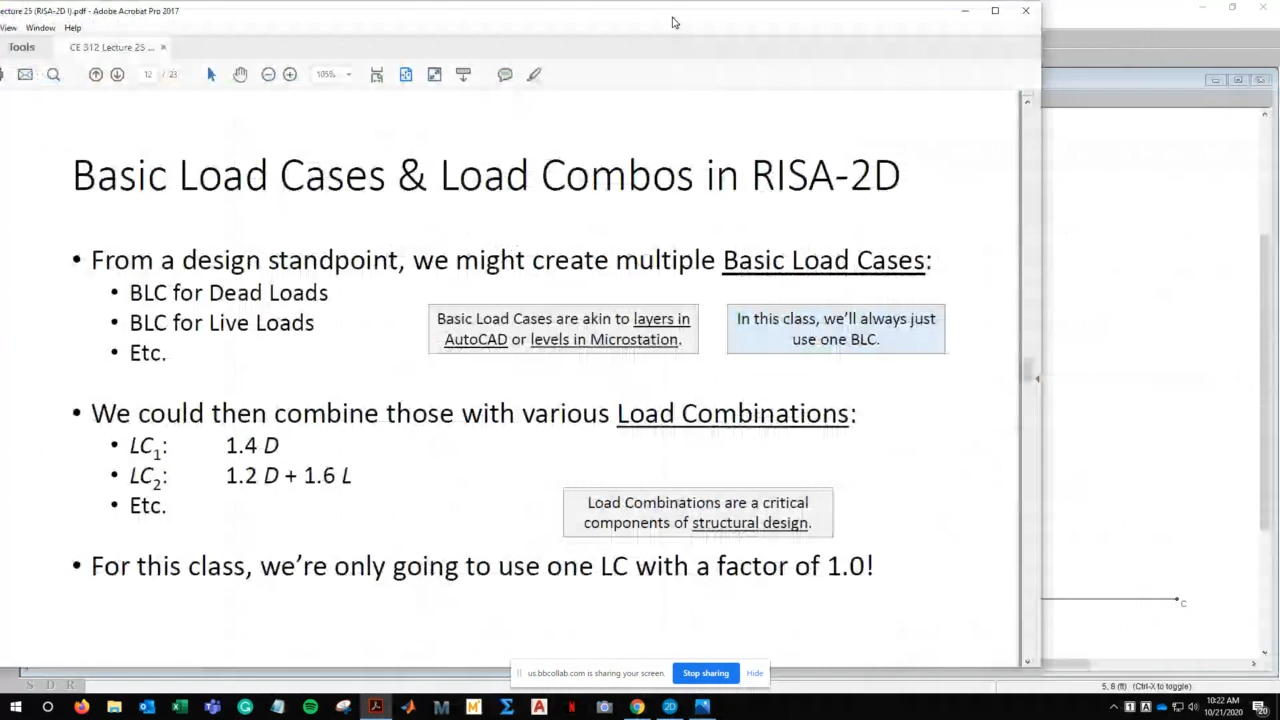 ecture 25 (RISA-2D I).pdf - Adobe Acrobat Pro 2017
View Window Help
Tools CE 312 Lecture 25 ... ×
12 / 23 105%
Basic Load Cases & Load Combos in RISA-2D
• From a design standpoint, we might create multiple Basic Load Cases:
• BLC for Dead Loads
• BLC for Live Loads
• Etc.
Basic Load Cases are akin to layers in
AutoCAD or levels in Microstation.
In this class, we'll always just
use one BLC.
• We could then combine those with various Load Combinations:
• LC1: 1.4 D
• LC2: 1.2 D + 1.6 L
• Etc.
Load Combinations are a critical
components of structural design.
• For this class, we're only going to use one LC with a factor of 1.0!
C
us.bbcollab.com is sharing your screen. Stop sharing Hide
S D R
5, 8 (ft) (Ctrl-X to toggle)
10:22 AM
10/21/2020
20